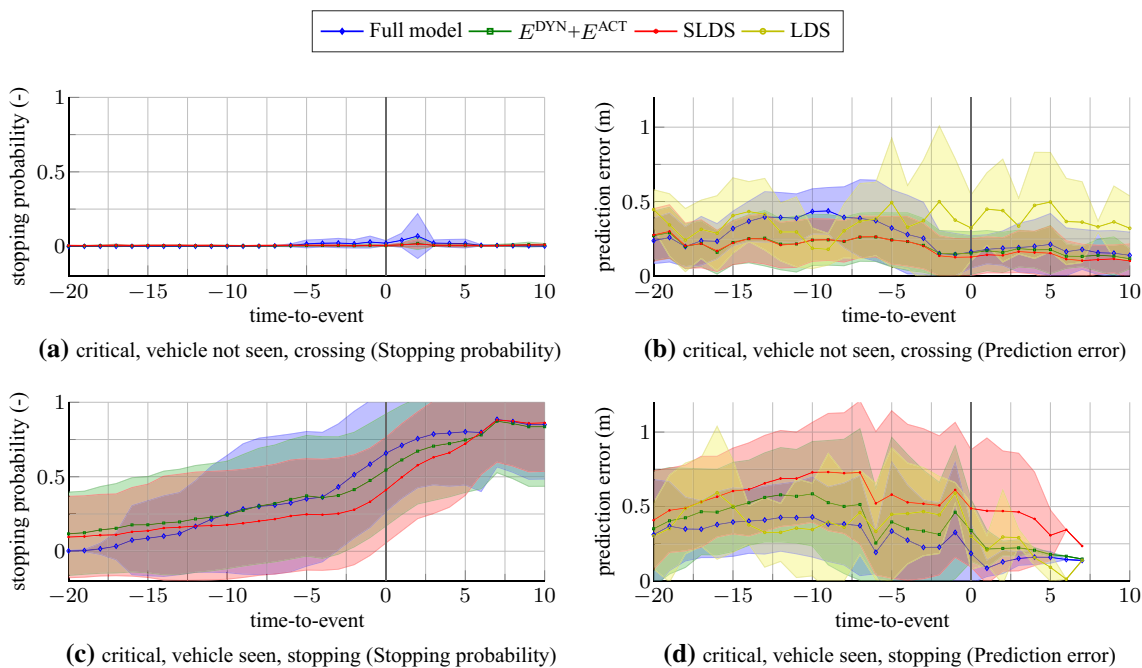 Full model E^DYN+E^ACT SLDS LDS
stopping probability (-)
1
0.5
0
−20 −15 −10 −5 0 5 10
time-to-event
(a) critical, vehicle not seen, crossing (Stopping probability)
prediction error (m)
1
0.5
0
−20 −15 −10 −5 0 5 10
time-to-event
(b) critical, vehicle not seen, crossing (Prediction error)
stopping probability (-)
1
0.5
0
−20 −15 −10 −5 0 5 10
time-to-event
(c) critical, vehicle seen, stopping (Stopping probability)
prediction error (m)
1
0.5
0
−20 −15 −10 −5 0 5 10
time-to-event
(d) critical, vehicle seen, stopping (Prediction error)